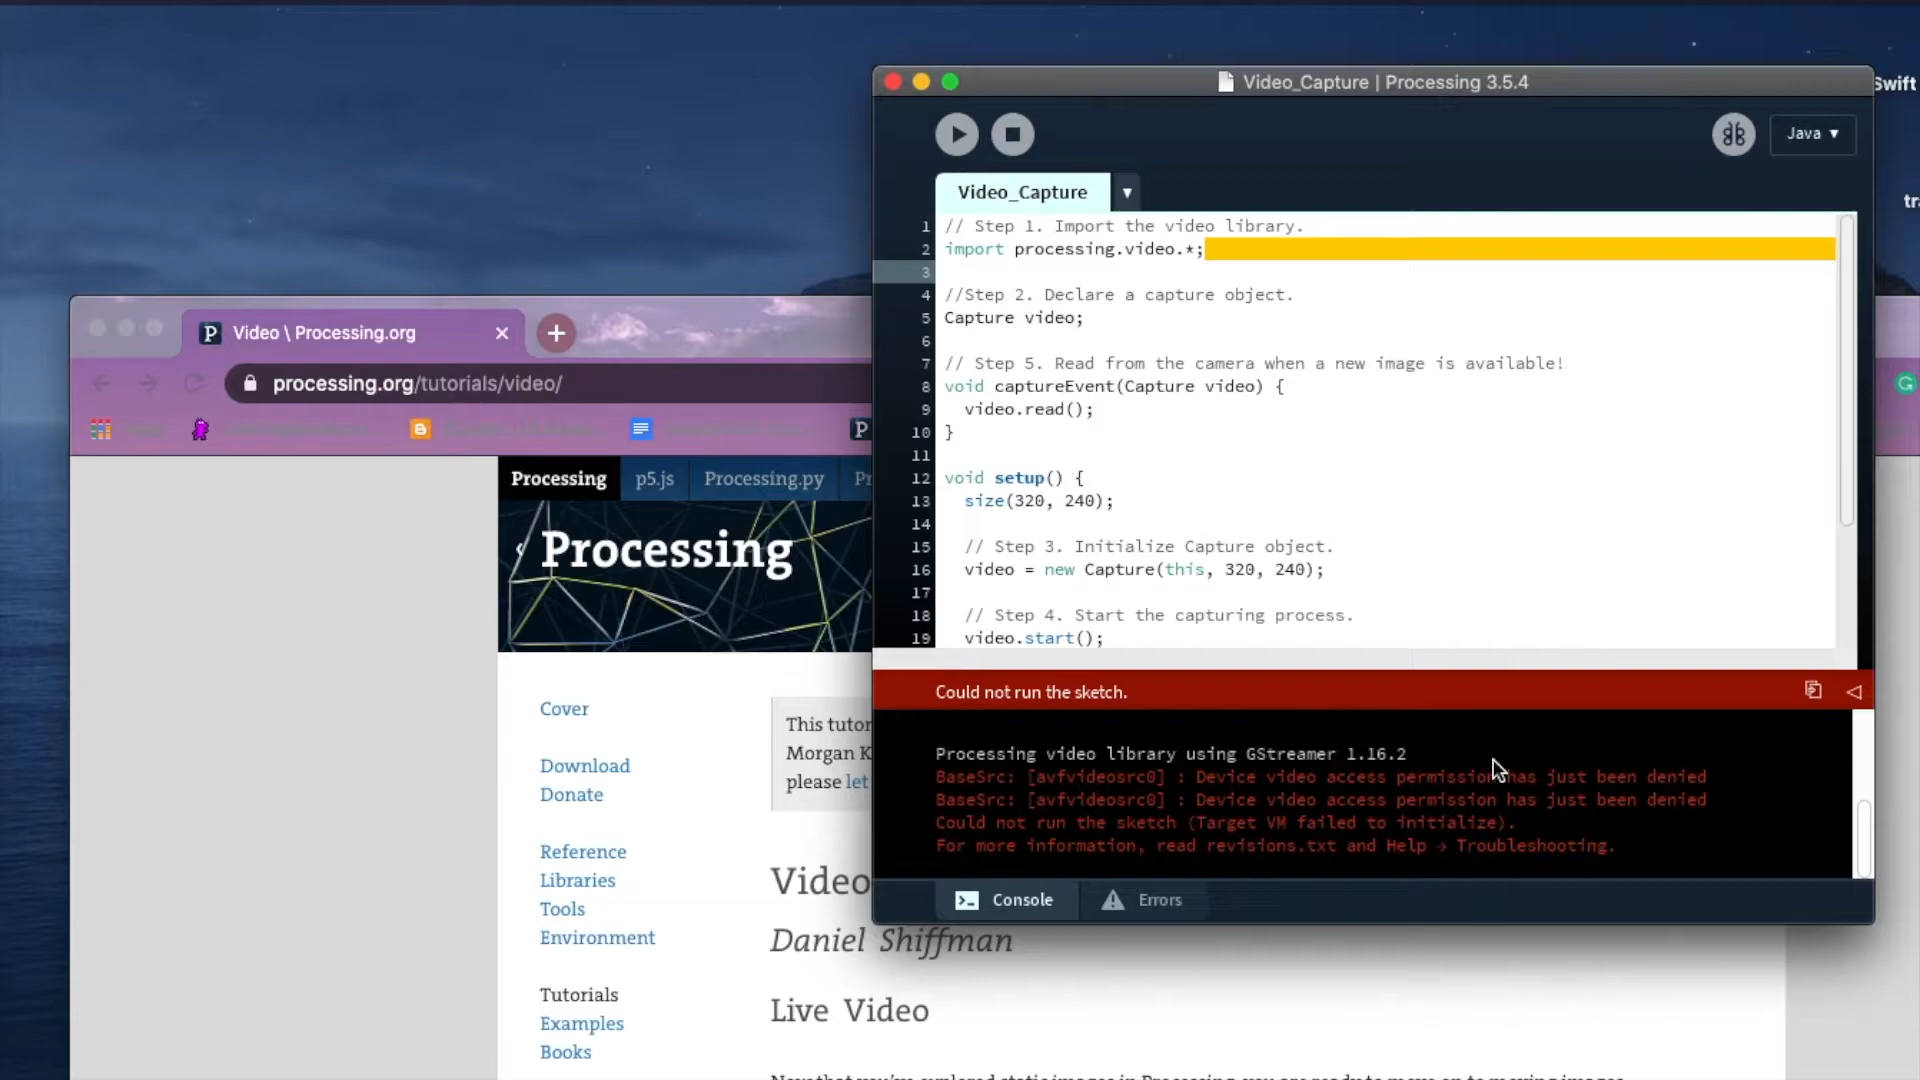 Video_Capture | Processing 3.5.4
Swift
Java ▼
Video_Capture ▼
1 // Step 1. Import the video library.
2 import processing.video.*;
3
4 //Step 2. Declare a capture object.
5 Capture video;
6
7 // Step 5. Read from the camera when a new image is available!
8 void captureEvent(Capture video) {
9 video.read();
10 }
11
12 void setup() {
13 size(320, 240);
14
15 // Step 3. Initialize Capture object.
16 video = new Capture(this, 320, 240);
17
18 // Step 4. Start the capturing process.
19 video.start();
Could not run the sketch.
Processing video library using GStreamer 1.16.2
BaseSrc: [avfvideosrc0] : Device video access permission has just been denied
BaseSrc: [avfvideosrc0] : Device video access permission has just been denied
Could not run the sketch (Target VM failed to initialize).
For more information, read revisions.txt and Help → Troubleshooting.
Console Errors
Video \ Processing.org
processing.org/tutorials/video/
Processing p5.js Processing.py
Processing
Cover
Download
Donate
Reference
Libraries
Tools
Environment
Tutorials
Examples
Books
This
Morgan
please let
Video
Daniel Shiffman
Live Video